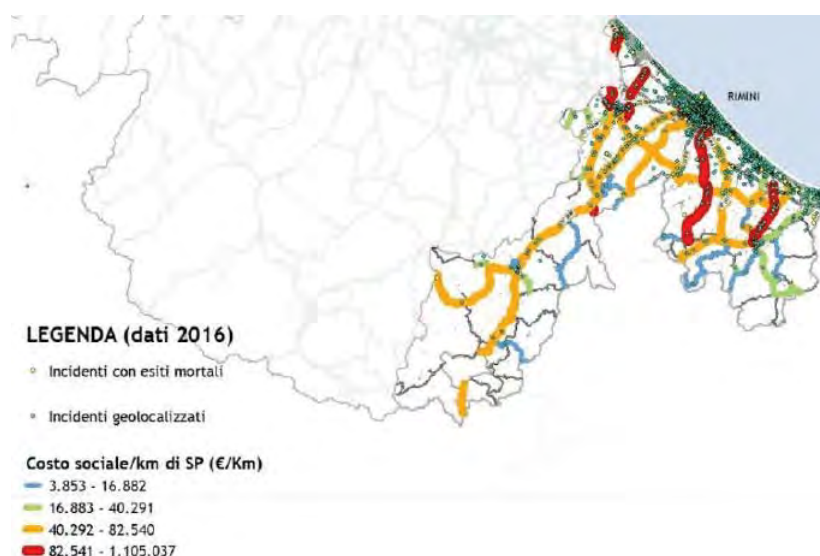 RIMINI
LEGENDA (dati 2016)
Incidenti con esiti mortali
Incidenti geolocalizzati
Costo sociale/km di SP (€/Km)
3.853 - 16.882
16.883 - 40.291
40.292 - 82.540
82.541 - 1.105.037